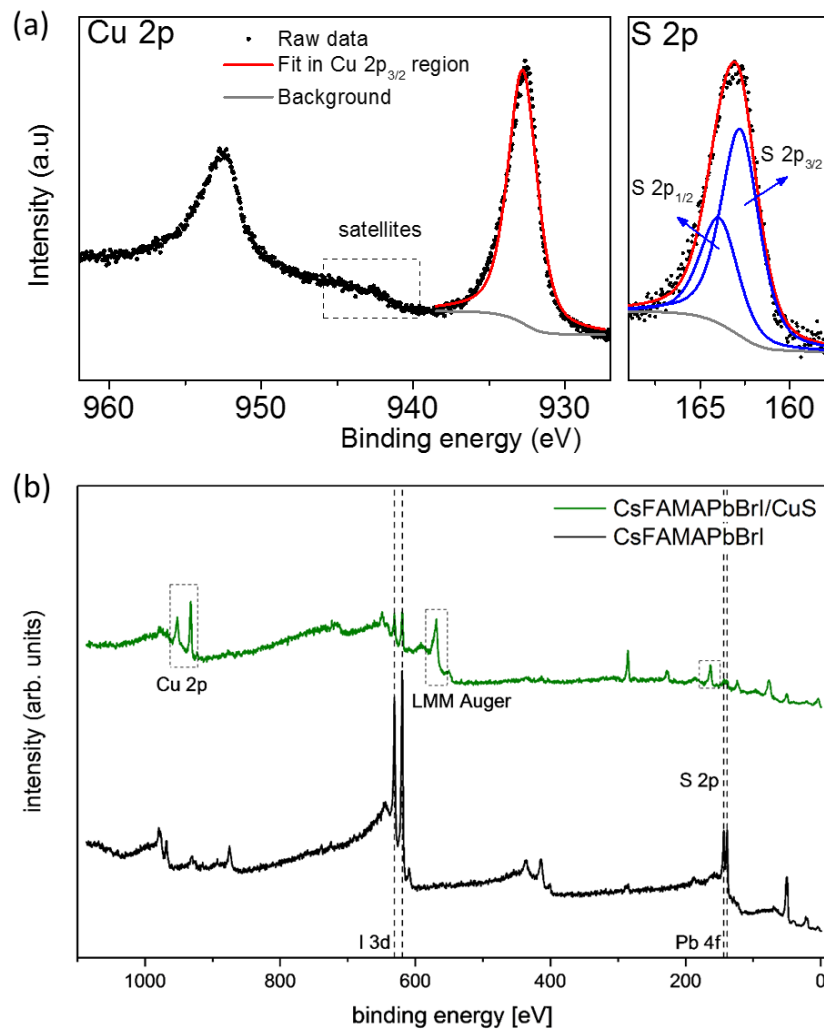 (a)
Cu 2p
Raw data
Fit in Cu 2p3/2 region
Background
satellites
Intensity (a.u)
960
950
940
930
S 2p
S 2p3/2
S 2p1/2
165
160
Binding energy (eV)
(b)
CsFAMAPbBrI/CuS
CsFAMAPbBrI
Cu 2p
LMM Auger
S 2p
I 3d
Pb 4f
intensity (arb. units)
1000
800
600
400
200
0
binding energy [eV]